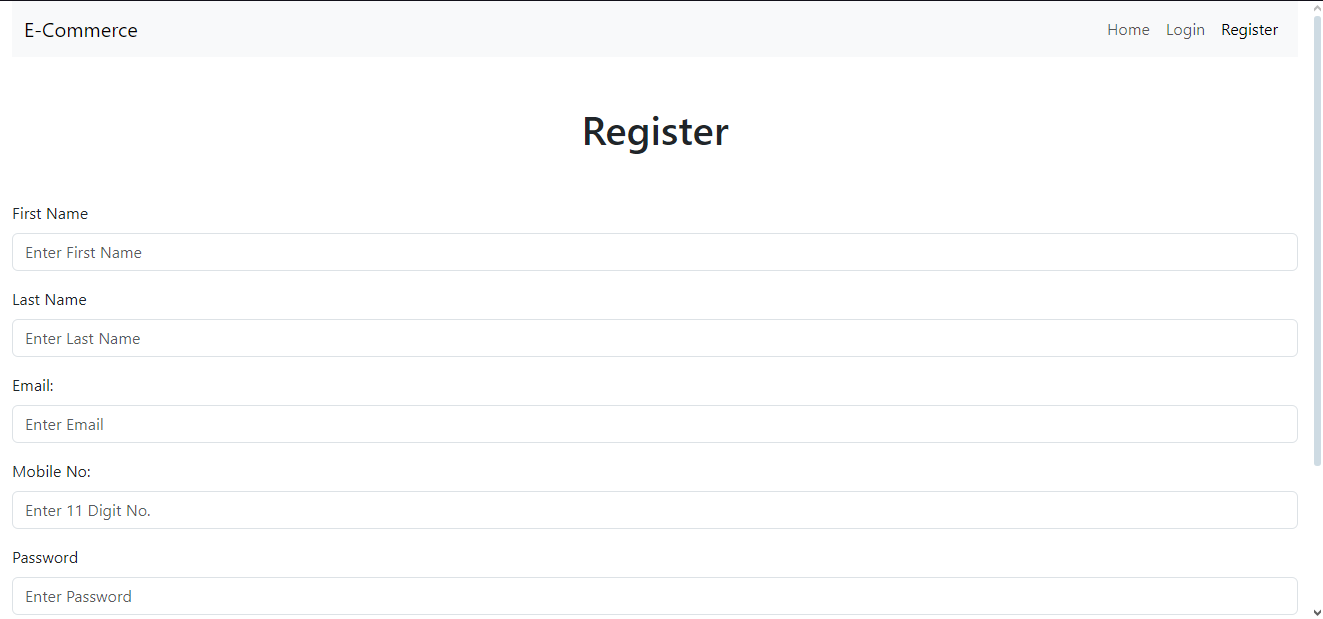 E-Commerce Home Login Register
Register
First Name
Enter First Name
Last Name
Enter Last Name
Email:
Enter Email
Mobile No:
Enter 11 Digit No.
Password
Enter Password